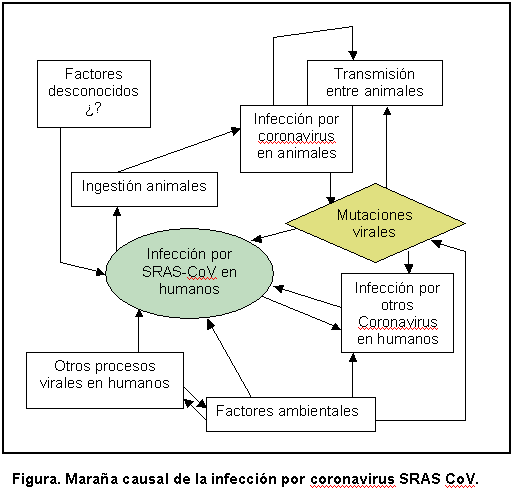 Factores
desconocidos
¿?
Transmisión
entre animales
Infección por
coronavirus
en animales
Ingestión animales
Mutaciones
virales
Infección por
SRAS-CoV en
humanos
Infección por
otros
Coronavirus
en humanos
Otros procesos
virales en humanos
Factores ambientales
Figura. Maraña causal de la infección por coronavirus SRAS CoV.